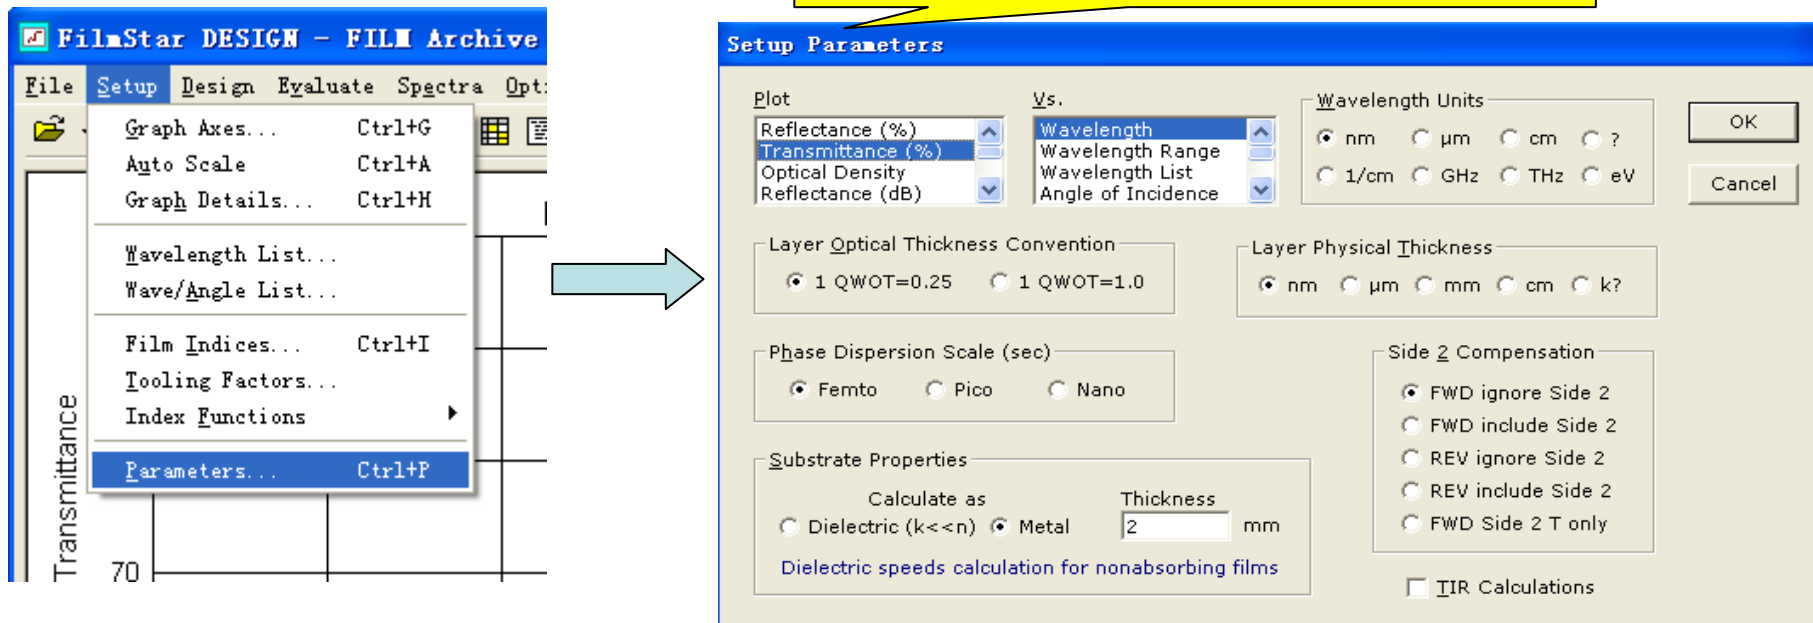 FilmStar DESIGN - FILM Archive
File Setup Design Evaluate Spectra Opt
Graph Axes... Ctrl+G
Auto Scale Ctrl+A
Graph Details... Ctrl+H
Wavelength List...
Wave/Angle List...
Film Indices... Ctrl+I
Tooling Factors...
Index Functions
Parameters... Ctrl+P
Transmittance
70
Setup Parameters
Plot
Reflectance (%)
Transmittance (%)
Optical Density
Reflectance (dB)
Vs.
Wavelength
Wavelength Range
Wavelength List
Angle of Incidence
Wavelength Units
nm µm cm ?
1/cm GHz THz eV
OK
Cancel
Layer Optical Thickness Convention
1 QWOT=0.25 1 QWOT=1.0
Layer Physical Thickness
nm µm mm cm k?
Phase Dispersion Scale (sec)
Femto Pico Nano
Side 2 Compensation
FWD ignore Side 2
FWD include Side 2
REV ignore Side 2
REV include Side 2
FWD Side 2 T only
Substrate Properties
Calculate as Thickness
Dielectric (k<<n) Metal 2 mm
Dielectric speeds calculation for nonabsorbing films
TIR Calculations